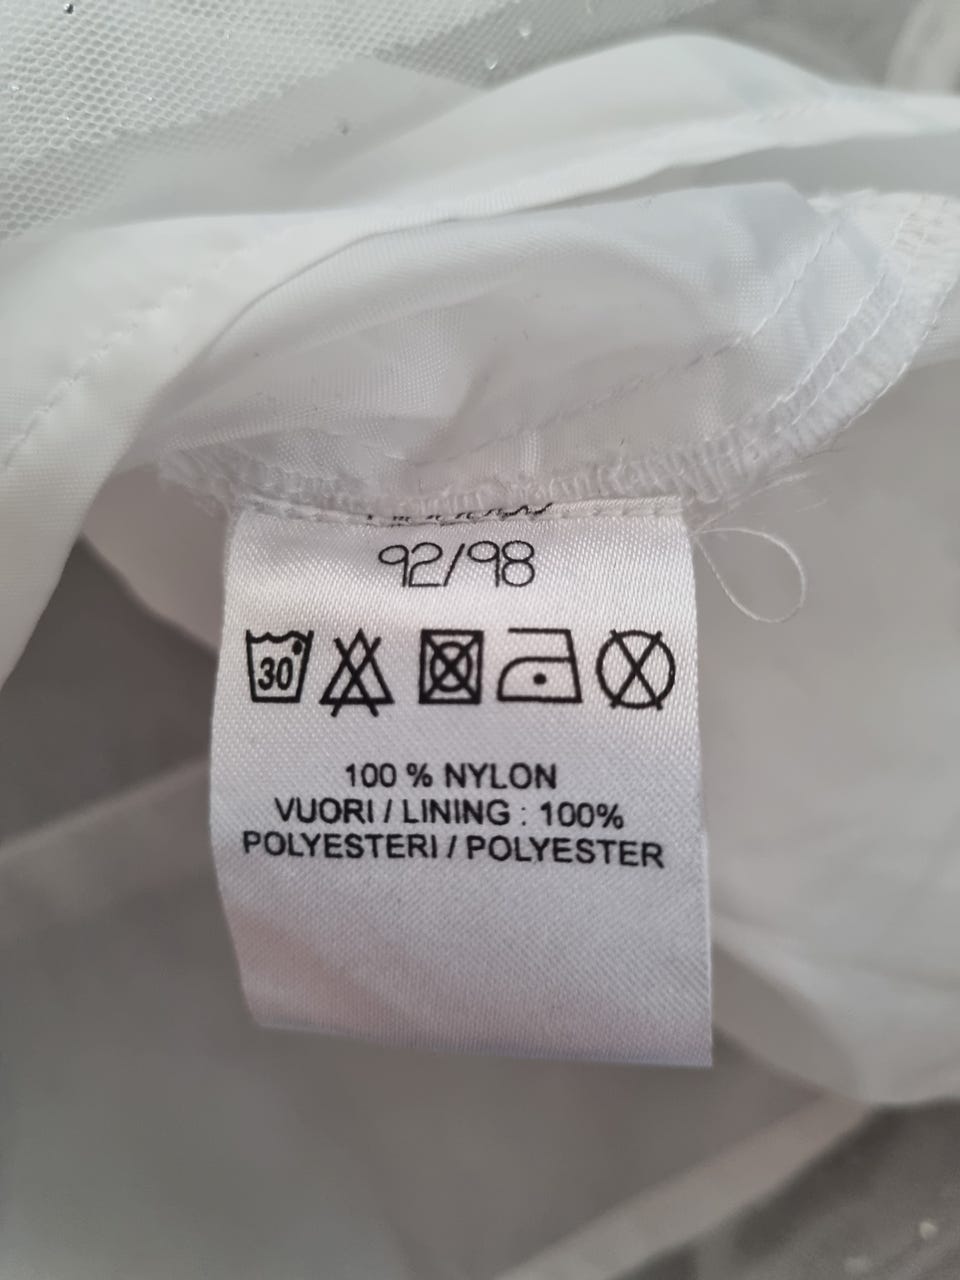 92/98
30°
100 % NYLON
VUORI / LINING : 100%
POLYESTERI / POLYESTER